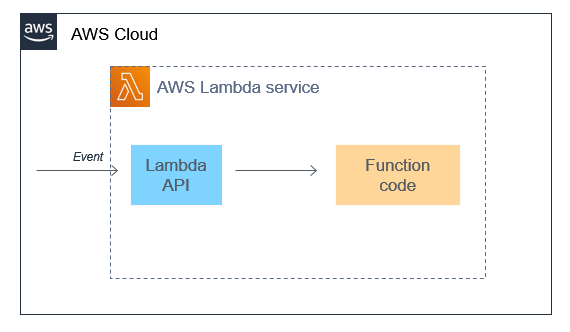 aws
AWS Cloud
AWS Lambda service
Event
Lambda
API
Function
code